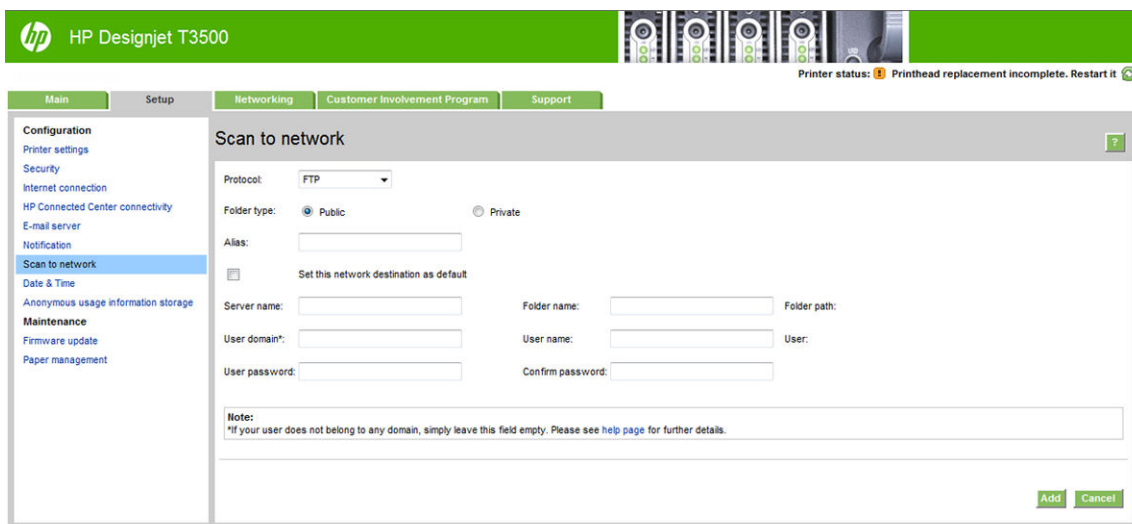 hp HP Designjet T3500
Printer status: Printhead replacement incomplete. Restart it
Main Setup Networking Customer Involvement Program Support
Configuration
Printer settings
Security
Internet connection
HP Connected Center connectivity
E-mail server
Notification
Scan to network
Date & Time
Anonymous usage information storage
Maintenance
Firmware update
Paper management
Scan to network ?
Protocol: FTP
Folder type: Public Private
Alias:
Set this network destination as default
Server name: Folder name: Folder path:
User domain*: User name: User:
User password: Confirm password:
Note:
*If your user does not belong to any domain, simply leave this field empty. Please see help page for further details.
Add Cancel